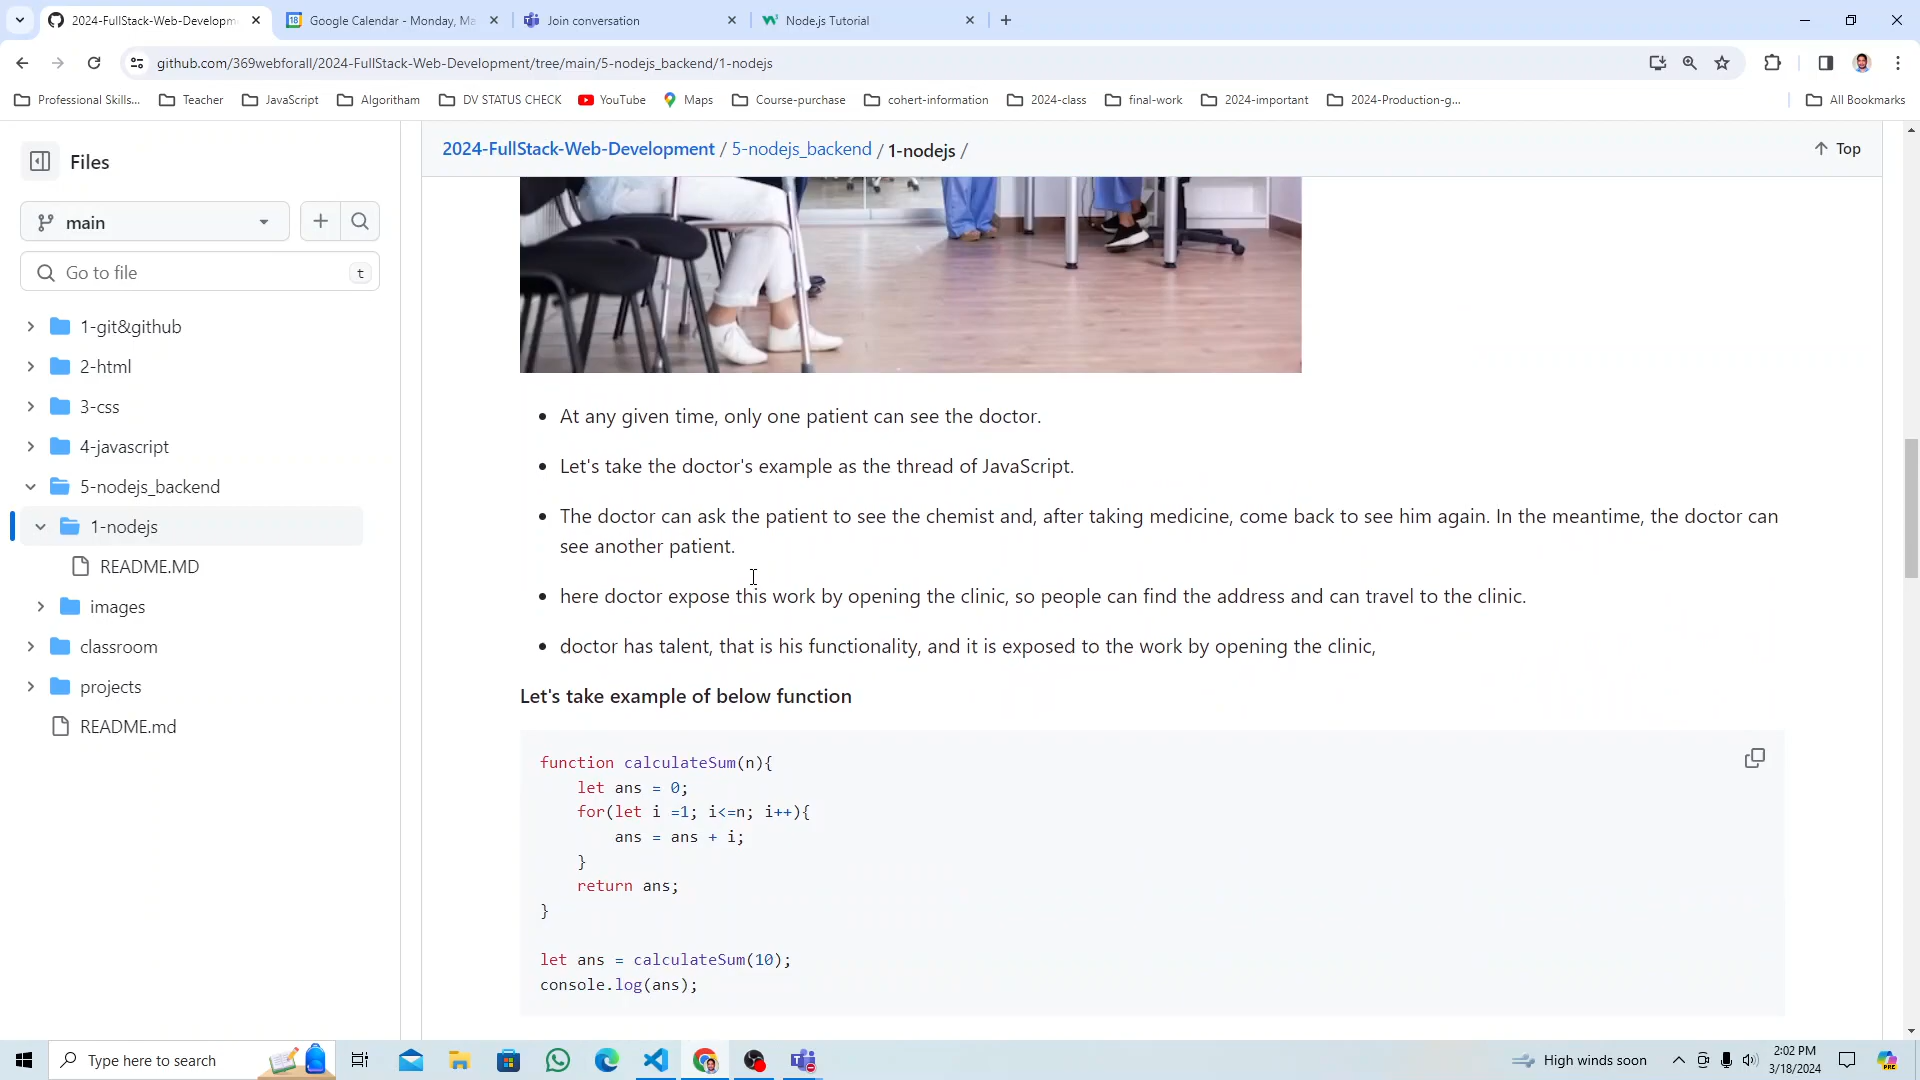 2024-FullStack-Web-Developm
Google Calendar - Monday, Ma
Join conversation
Node.js Tutorial
github.com/369webforall/2024-FullStack-Web-Development/tree/main/5-nodejs_backend/1-nodejs
Professional Skills...
Teacher
JavaScript
Algoritham
DV STATUS CHECK
YouTube
Maps
Course-purchase
cohert-information
2024-class
final-work
2024-important
2024-Production-g...
All Bookmarks
Files
2024-FullStack-Web-Development / 5-nodejs_backend / 1-nodejs /
Top
main
Go to file
t
1-git&github
2-html
3-css
4-javascript
5-nodejs_backend
1-nodejs
README.MD
images
classroom
projects
README.md
At any given time, only one patient can see the doctor.
Let's take the doctor's example as the thread of JavaScript.
The doctor can ask the patient to see the chemist and, after taking medicine, come back to see him again. In the meantime, the doctor can
see another patient.
here doctor expose this work by opening the clinic, so people can find the address and can travel to the clinic.
doctor has talent, that is his functionality, and it is exposed to the work by opening the clinic,
Let's take example of below function
function calculateSum(n){
let ans = 0;
for(let i =1; i<=n; i++){
ans = ans + i;
}
return ans;
}
let ans = calculateSum(10);
console.log(ans);
Type here to search
High winds soon
2:02 PM
3/18/2024
PRE